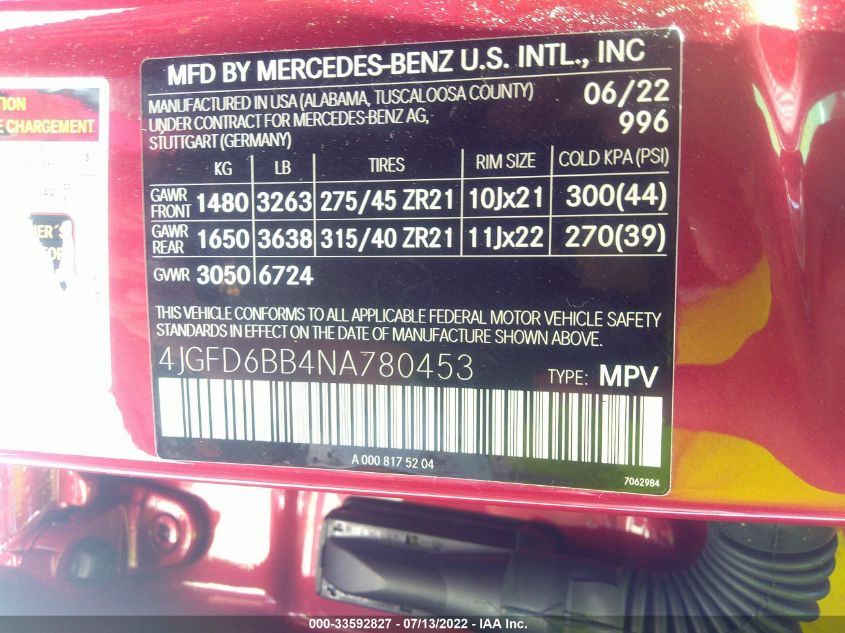 MFD BY MERCEDES-BENZ U.S. INTL., INC
MANUFACTURED IN USA (ALABAMA, TUSCALOOSA COUNTY) 06/22
UNDER CONTRACT FOR MERCEDES-BENZ AG, 996
STUTTGART (GERMANY)
KG LB TIRES RIM SIZE COLD KPA (PSI)
GAWR FRONT 1480 3263 275/45 ZR21 10Jx21 300(44)
GAWR REAR 1650 3638 315/40 ZR21 11Jx22 270(39)
GVWR 3050 6724
THIS VEHICLE CONFORMS TO ALL APPLICABLE FEDERAL MOTOR VEHICLE SAFETY
STANDARDS IN EFFECT ON THE DATE OF MANUFACTURE SHOWN ABOVE.
4JGFD6BB4NA780453 TYPE: MPV
A 000 817 52 04
7062984
CHARGEMENT
000-33592827 - 07/13/2022 - IAA Inc.